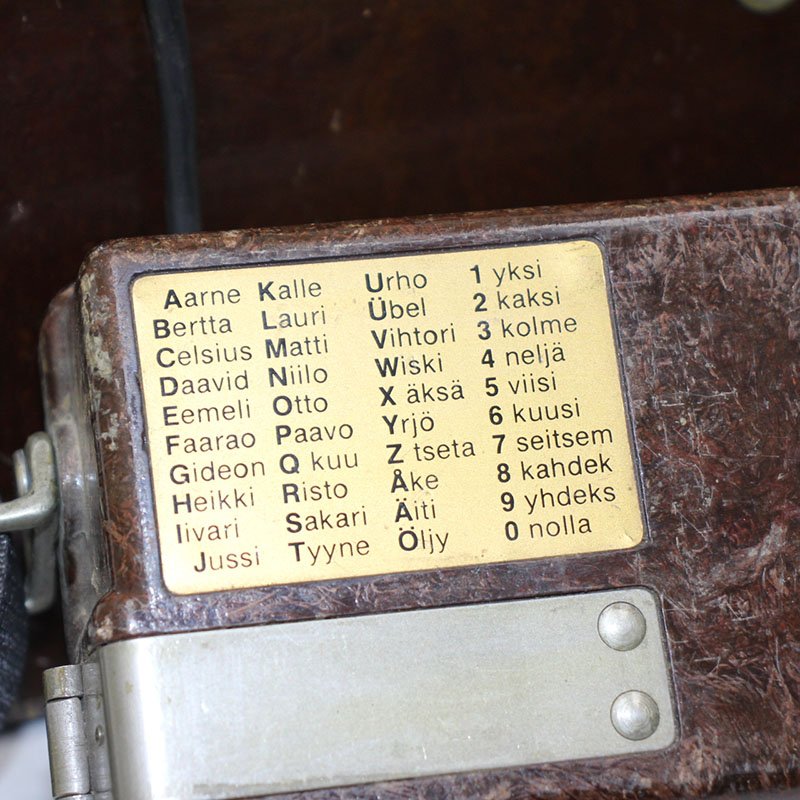 Aarne Kalle Urho 1 yksi
Bertta Lauri Übel 2 kaksi
Celsius Matti Vihtori 3 kolme
Daavid Niilo Wiski 4 neljä
Eemeli Otto X äksä 5 viisi
Faarao Paavo Yrjö 6 kuusi
Gideon Q kuu Z tseta 7 seitsem
Heikki Risto Åke 8 kahdek
Iivari Sakari Äiti 9 yhdeks
Jussi Tyyne Öljy 0 nolla